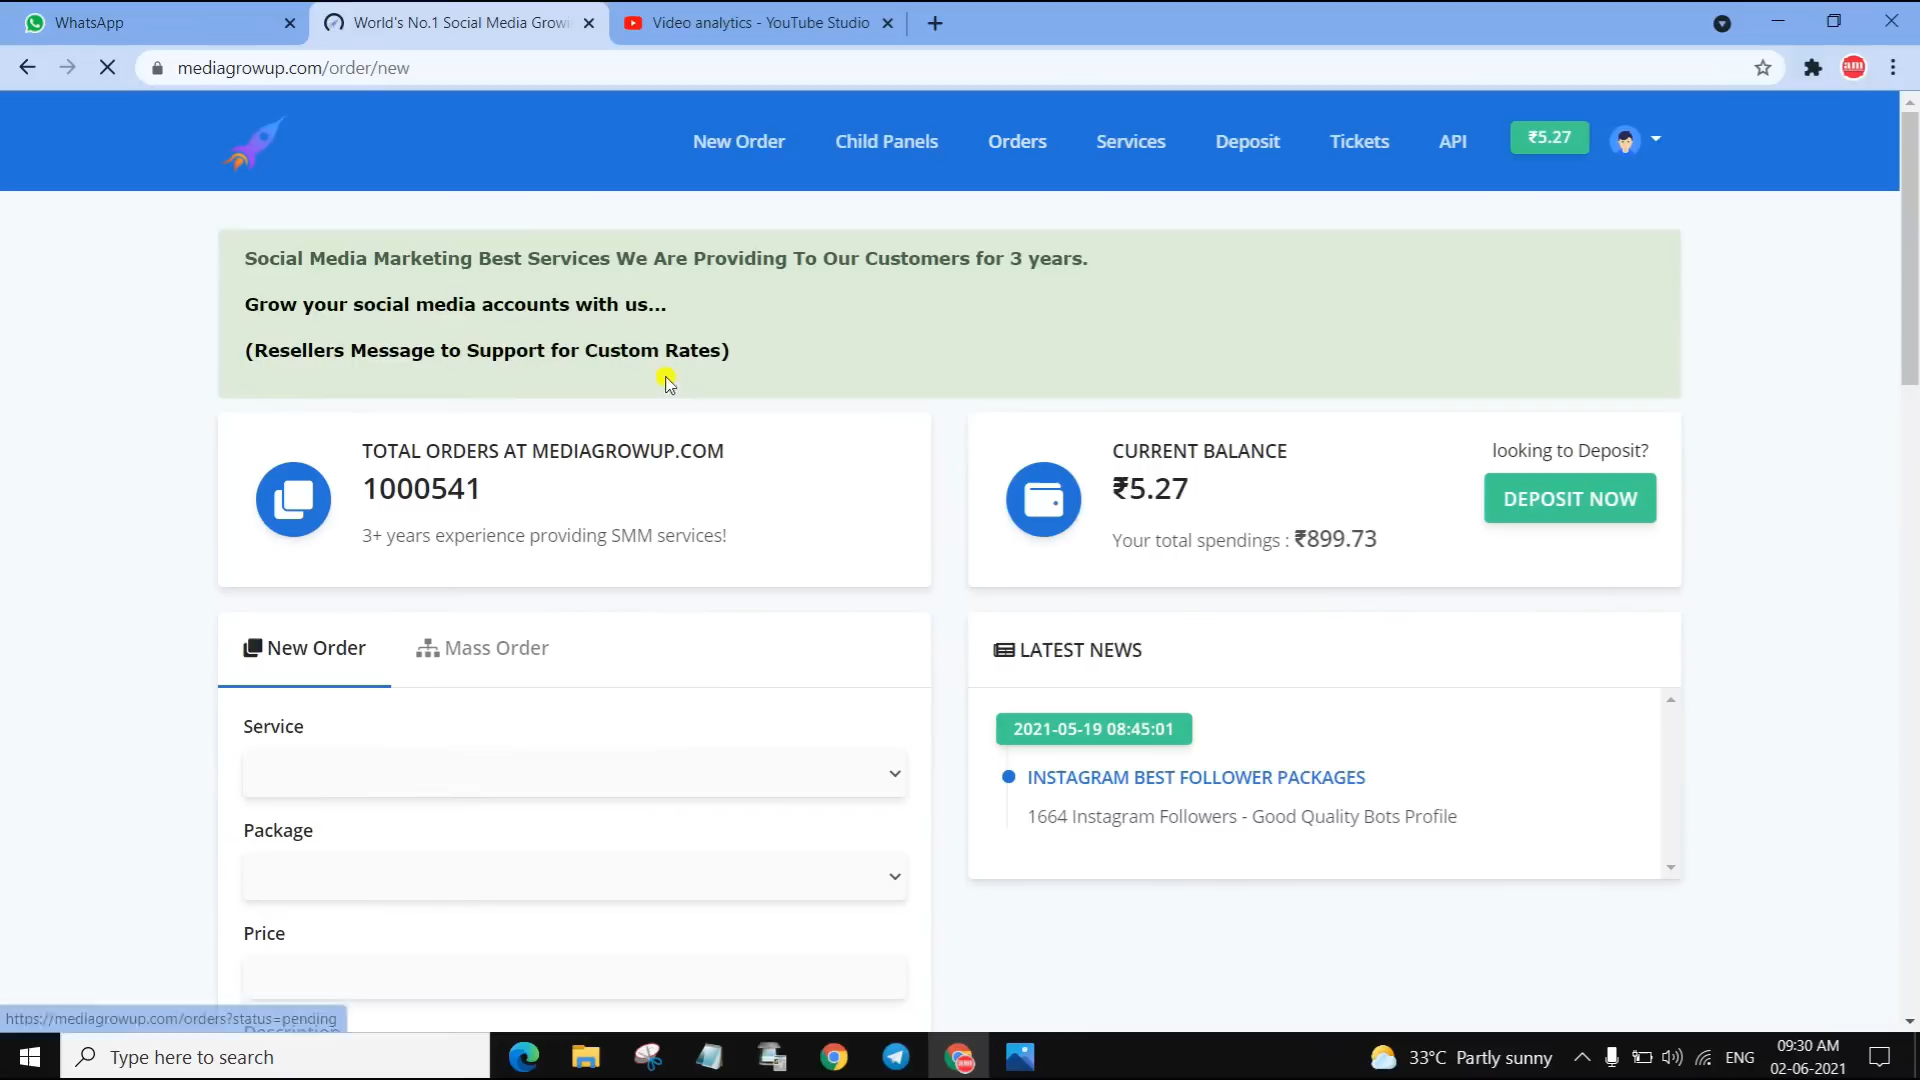 WhatsApp
World's No.1 Social Media Growi
Video analytics - YouTube Studio
mediagrowup.com/order/new
am
New Order
Child Panels
Orders
Services
Deposit
Tickets
API
₹5.27
Social Media Marketing Best Services We Are Providing To Our Customers for 3 years.
Grow your social media accounts with us...
(Resellers Message to Support for Custom Rates)
TOTAL ORDERS AT MEDIAGROWUP.COM
1000541
3+ years experience providing SMM services!
CURRENT BALANCE
₹5.27
Your total spendings : ₹899.73
looking to Deposit?
DEPOSIT NOW
New Order
Mass Order
Service
Package
Price
Description
LATEST NEWS
2021-05-19 08:45:01
INSTAGRAM BEST FOLLOWER PACKAGES
1664 Instagram Followers - Good Quality Bots Profile
https://mediagrowup.com/orders?status=pending
Type here to search
33°C Partly sunny
ENG
09:30 AM
02-06-2021